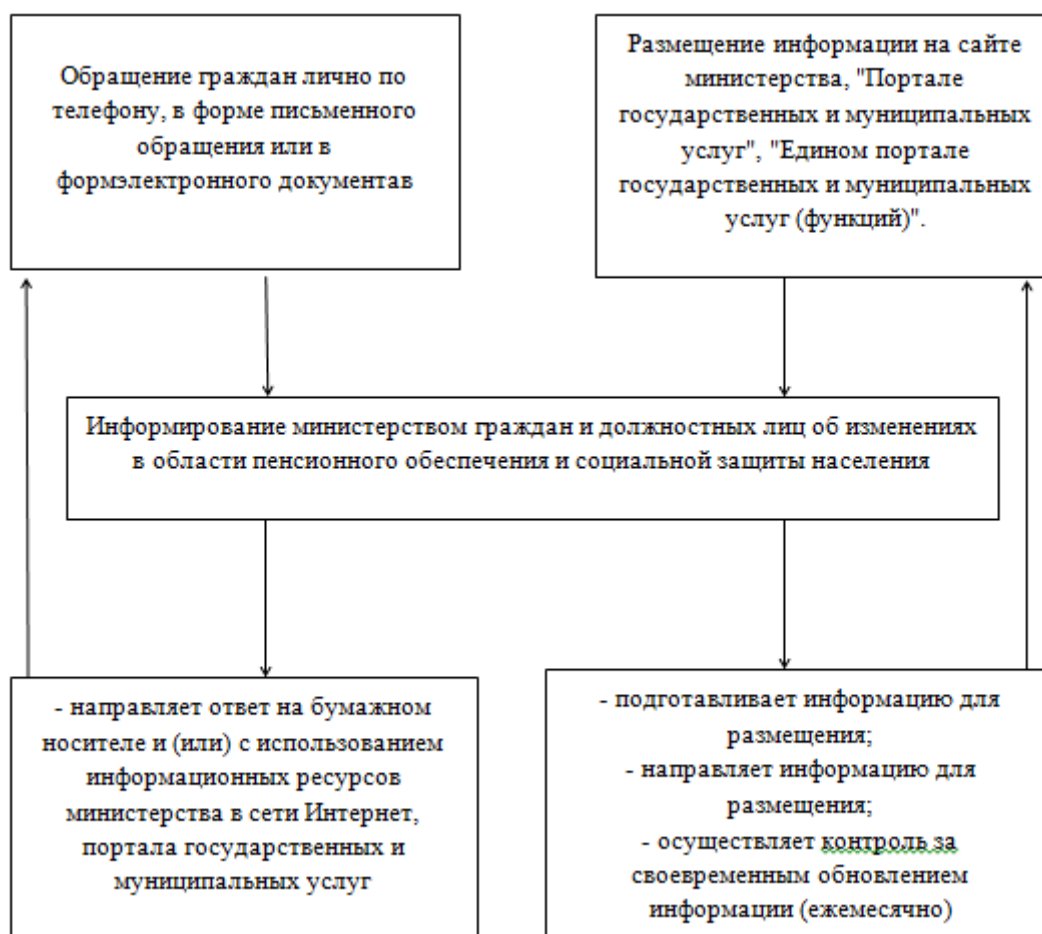 Обращение граждан лично по
телефону, в форме письменного
обращения или в
формэлектронного документав
Размещение информации на сайте
министерства, "Портале
государственных и муниципальных
услуг", "Едином портале
государственных и муниципальных
услуг (функций)".
Информирование министерством граждан и должностных лиц об изменениях
в области пенсионного обеспечения и социальной защиты населения
- направляет ответ на бумажном
носителе и (или) с использованием
информационных ресурсов
министерства в сети Интернет,
портала государственных и
муниципальных услуг
- подготавливает информацию для
размещения;
- направляет информацию для
размещения;
- осуществляет контроль за
своевременным обновлением
информации (ежемесячно)